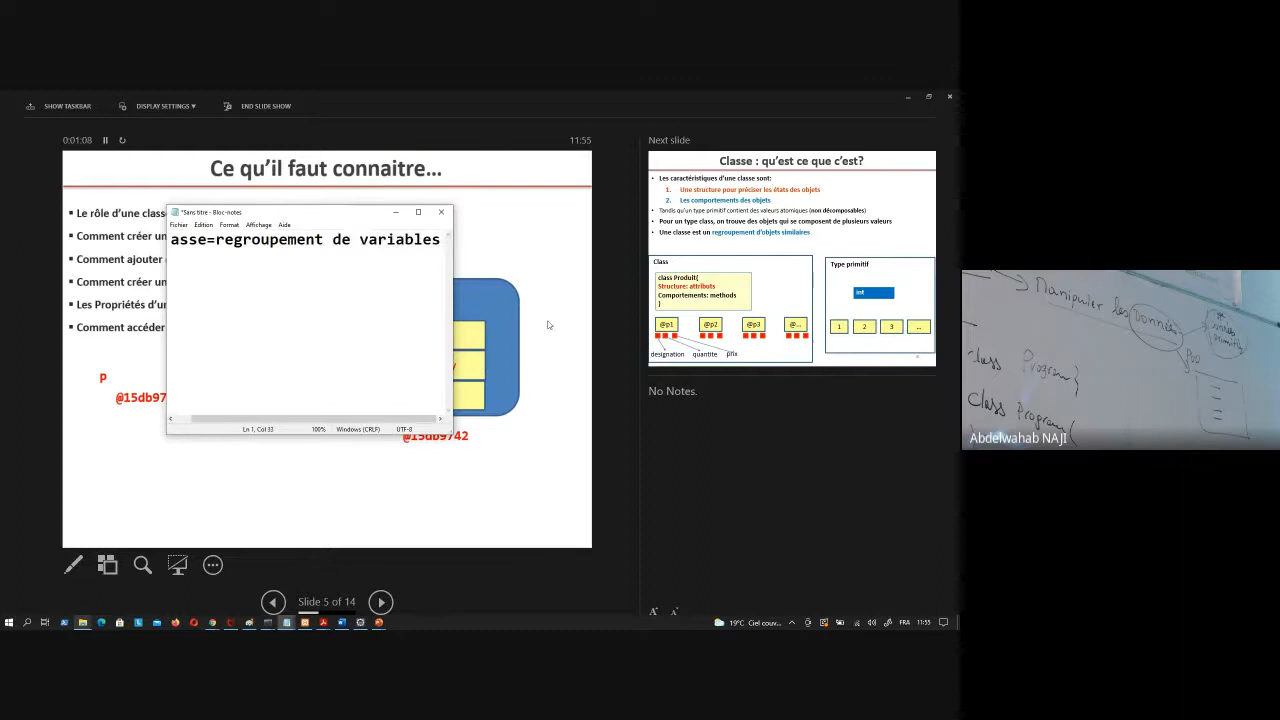 SHOW TASKBAR
DISPLAY SETTINGS ▼
END SLIDE SHOW
0:01:08
11:55
Ce qu'il faut connaitre...
▪ Le rôle d'une class
▪ Comment créer un
▪ Comment ajouter
▪ Comment créer un
▪ Les Propriétés d'un
▪ Comment accéder
p
@15db97
@15db9742
*Sans titre - Bloc-notes
Fichier Edition Format Affichage Aide
asse=regroupement de variables
Ln 1, Col 33 100% Windows (CRLF) UTF-8
Slide 5 of 14
Next slide
Classe : qu'est ce que c'est?
• Les caractéristiques d'une classe sont:
1. Une structure pour préciser les états des objets
2. Les comportements des objets
• Tandis qu'un type primitif contient des valeurs atomiques (non décomposables)
• Pour un type class, on trouve des objets qui se composent de plusieurs valeurs
• Une classe est un regroupement d'objets similaires
Class
class Produit{
Structure: attributs
Comportements: methods
}
@p1 @p2 @p3 @...
designation quantite prix
Type primitif
int
1 2 3 ...
No Notes.
Manipuler les Données
primitifs
poo
class Program{
class Program{
Abdelwahab NAJI
19°C Ciel couv... FRA 11:55